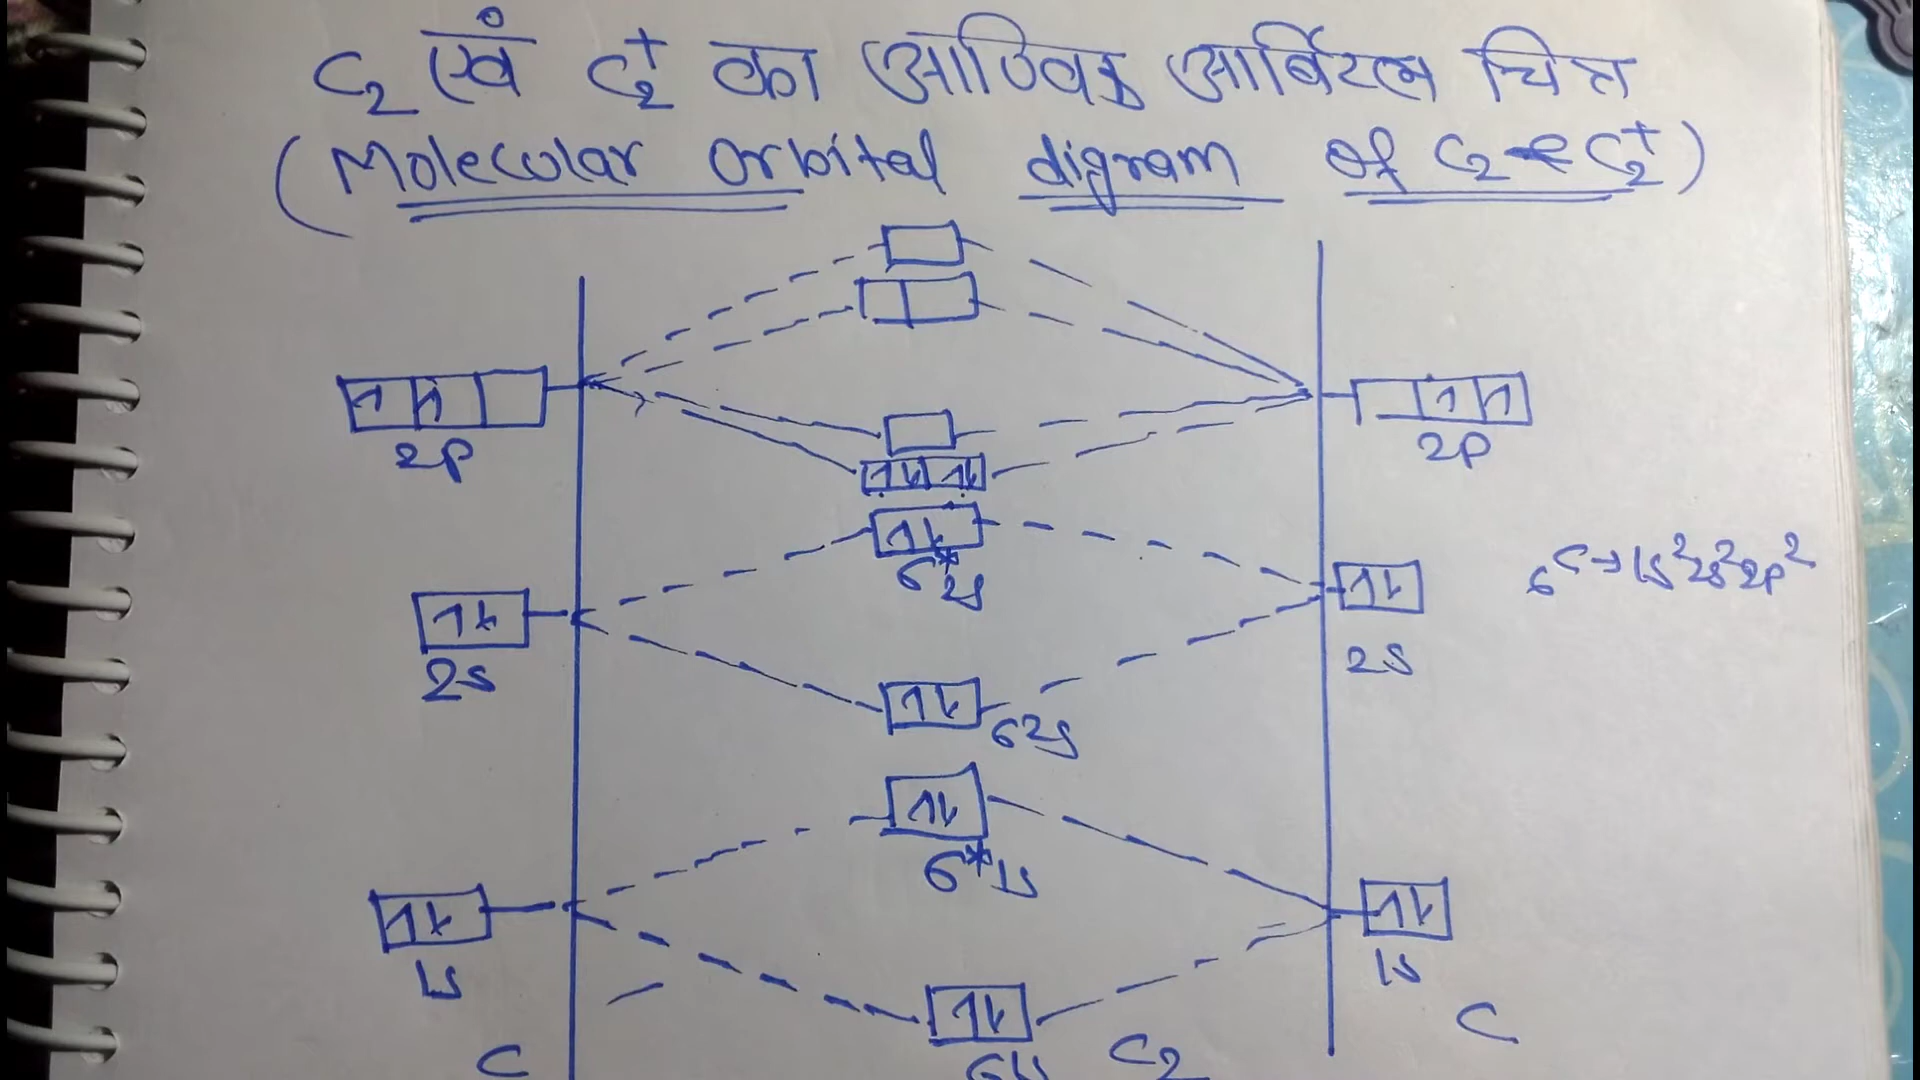 C₂ एवं C₂⁺ का आण्विक आर्बिटल चित्र
(Molecular Orbital digram of C₂ & C₂⁺)
2P
2P
σ*2s
₆C→1s²2s²2p²
2s
2s
σ2s
σ*1s
1s
1s
C
C₂
C
σ1s